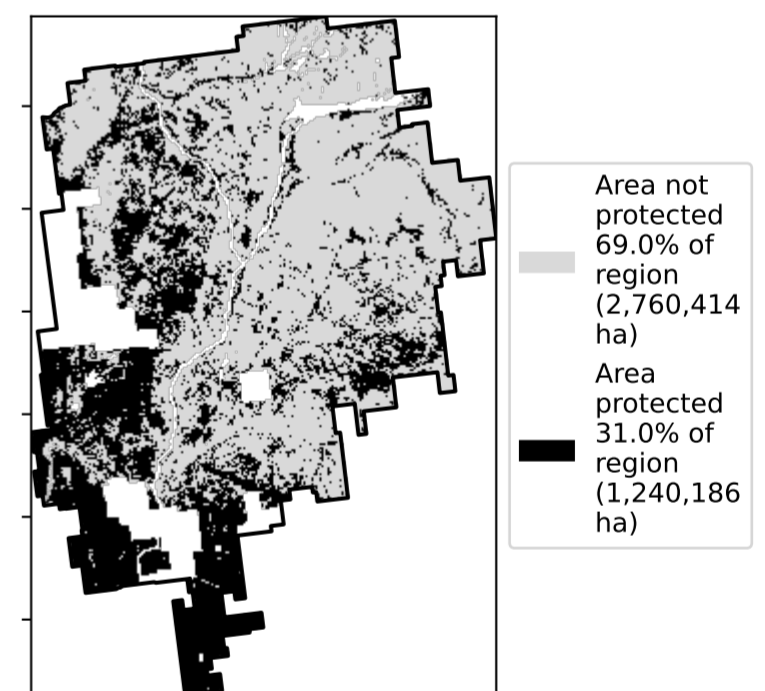 Area not
protected
69.0% of
region
(2,760,414
ha)
Area
protected
31.0% of
region
(1,240,186
ha)